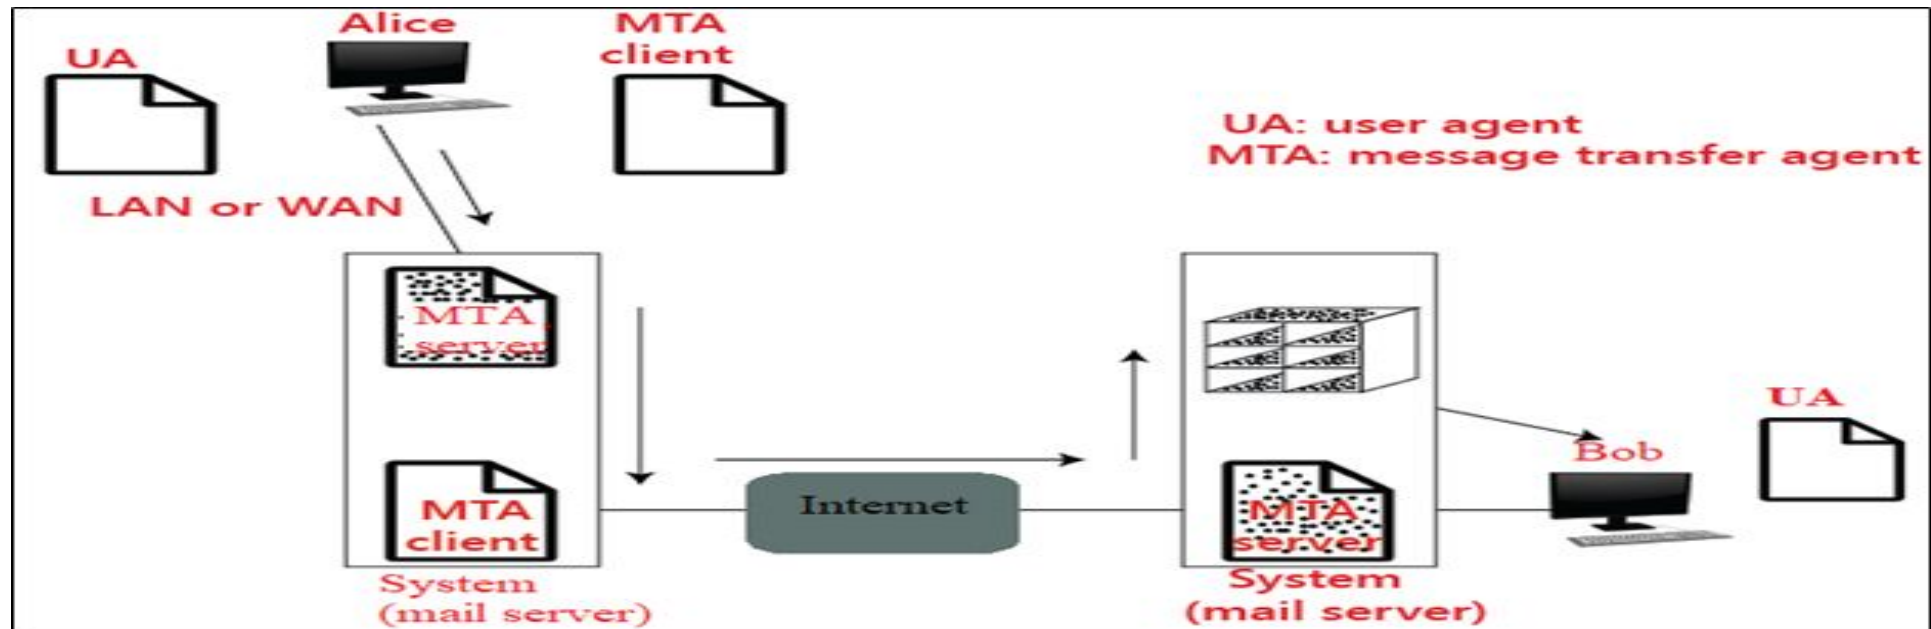 Alice
MTA
client
UA
UA: user agent
MTA: message transfer agent
LAN or WAN
MTA
server
UA
Bob
Internet
MTA
client
MTA
server
System
(mail server)
System
(mail server)